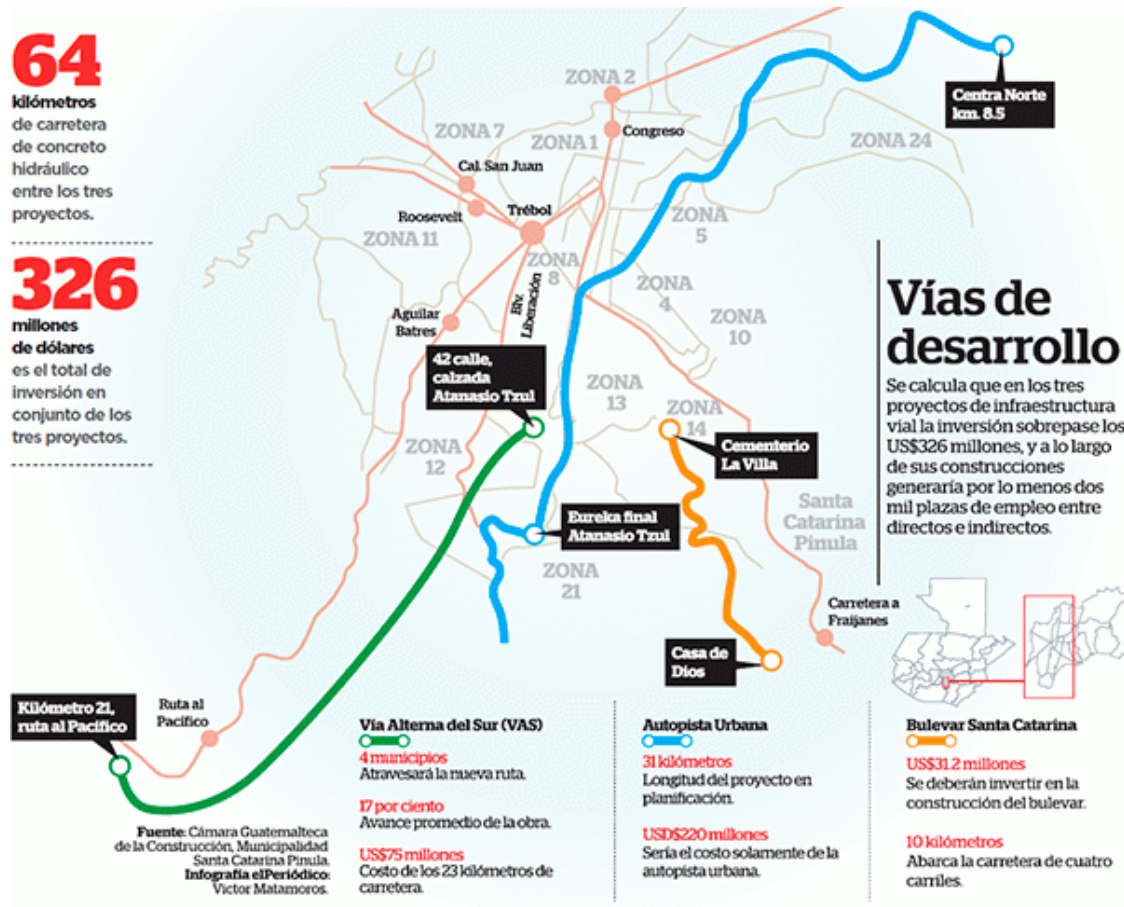 64
kilómetros
de carretera
de concreto
hidráulico
entre los tres
proyectos.
326
millones
de dólares
es el total de
inversión en
conjunto de los
tres proyectos.
ZONA 2
Congreso
ZONA 1
ZONA 7
Cal. San Juan
Roosevelt
Trébol
ZONA 11
ZONA
8
Blv.
Liberación
Aguilar
Batres
42 calle,
calzada
Atanasio Tzul
ZONA
12
ZONA
5
ZONA
4
ZONA
10
ZONA
13
ZONA
14
ZONA 24
Centra Norte
km. 8.5
Cementerio
La Villa
Eureka final
Atanasio Tzul
ZONA
21
Santa
Catarina
Pinula
Carretera a
Fraijanes
Casa de
Dios
Kilómetro 21,
ruta al Pacífico
Ruta al
Pacífico
Vías de
desarrollo
Se calcula que en los tres
proyectos de infraestructura
vial la inversión sobrepase los
US$326 millones, y a lo largo
de sus construcciones
generaría por lo menos dos
mil plazas de empleo entre
directos e indirectos.
Vía Alterna del Sur (VAS)
4 municipios
Atravesará la nueva ruta.
17 por ciento
Avance promedio de la obra.
US$75 millones
Costo de los 23 kilómetros de
carretera.
Autopista Urbana
31 kilómetros
Longitud del proyecto en
planificación.
USD$220 millones
Sería el costo solamente de la
autopista urbana.
Bulevar Santa Catarina
US$31.2 millones
Se deberán invertir en la
construcción del bulevar.
10 kilómetros
Abarca la carretera de cuatro
carriles.
Fuente: Cámara Guatemalteca
de la Construcción, Municipalidad
Santa Catarina Pinula.
Infografía elPeriódico:
Victor Matamoros.